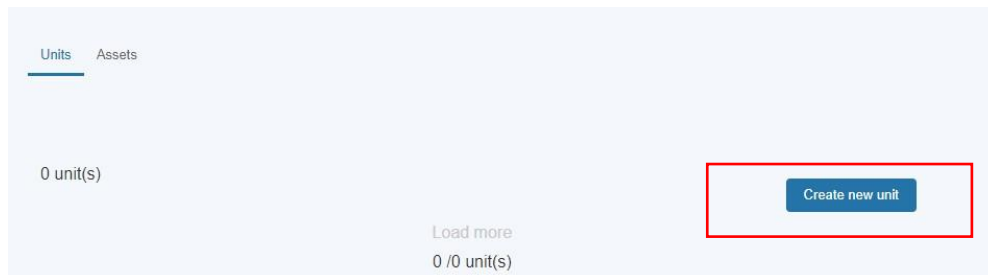 Units Assets
0 unit(s)
Create new unit
Load more
0 /0 unit(s)